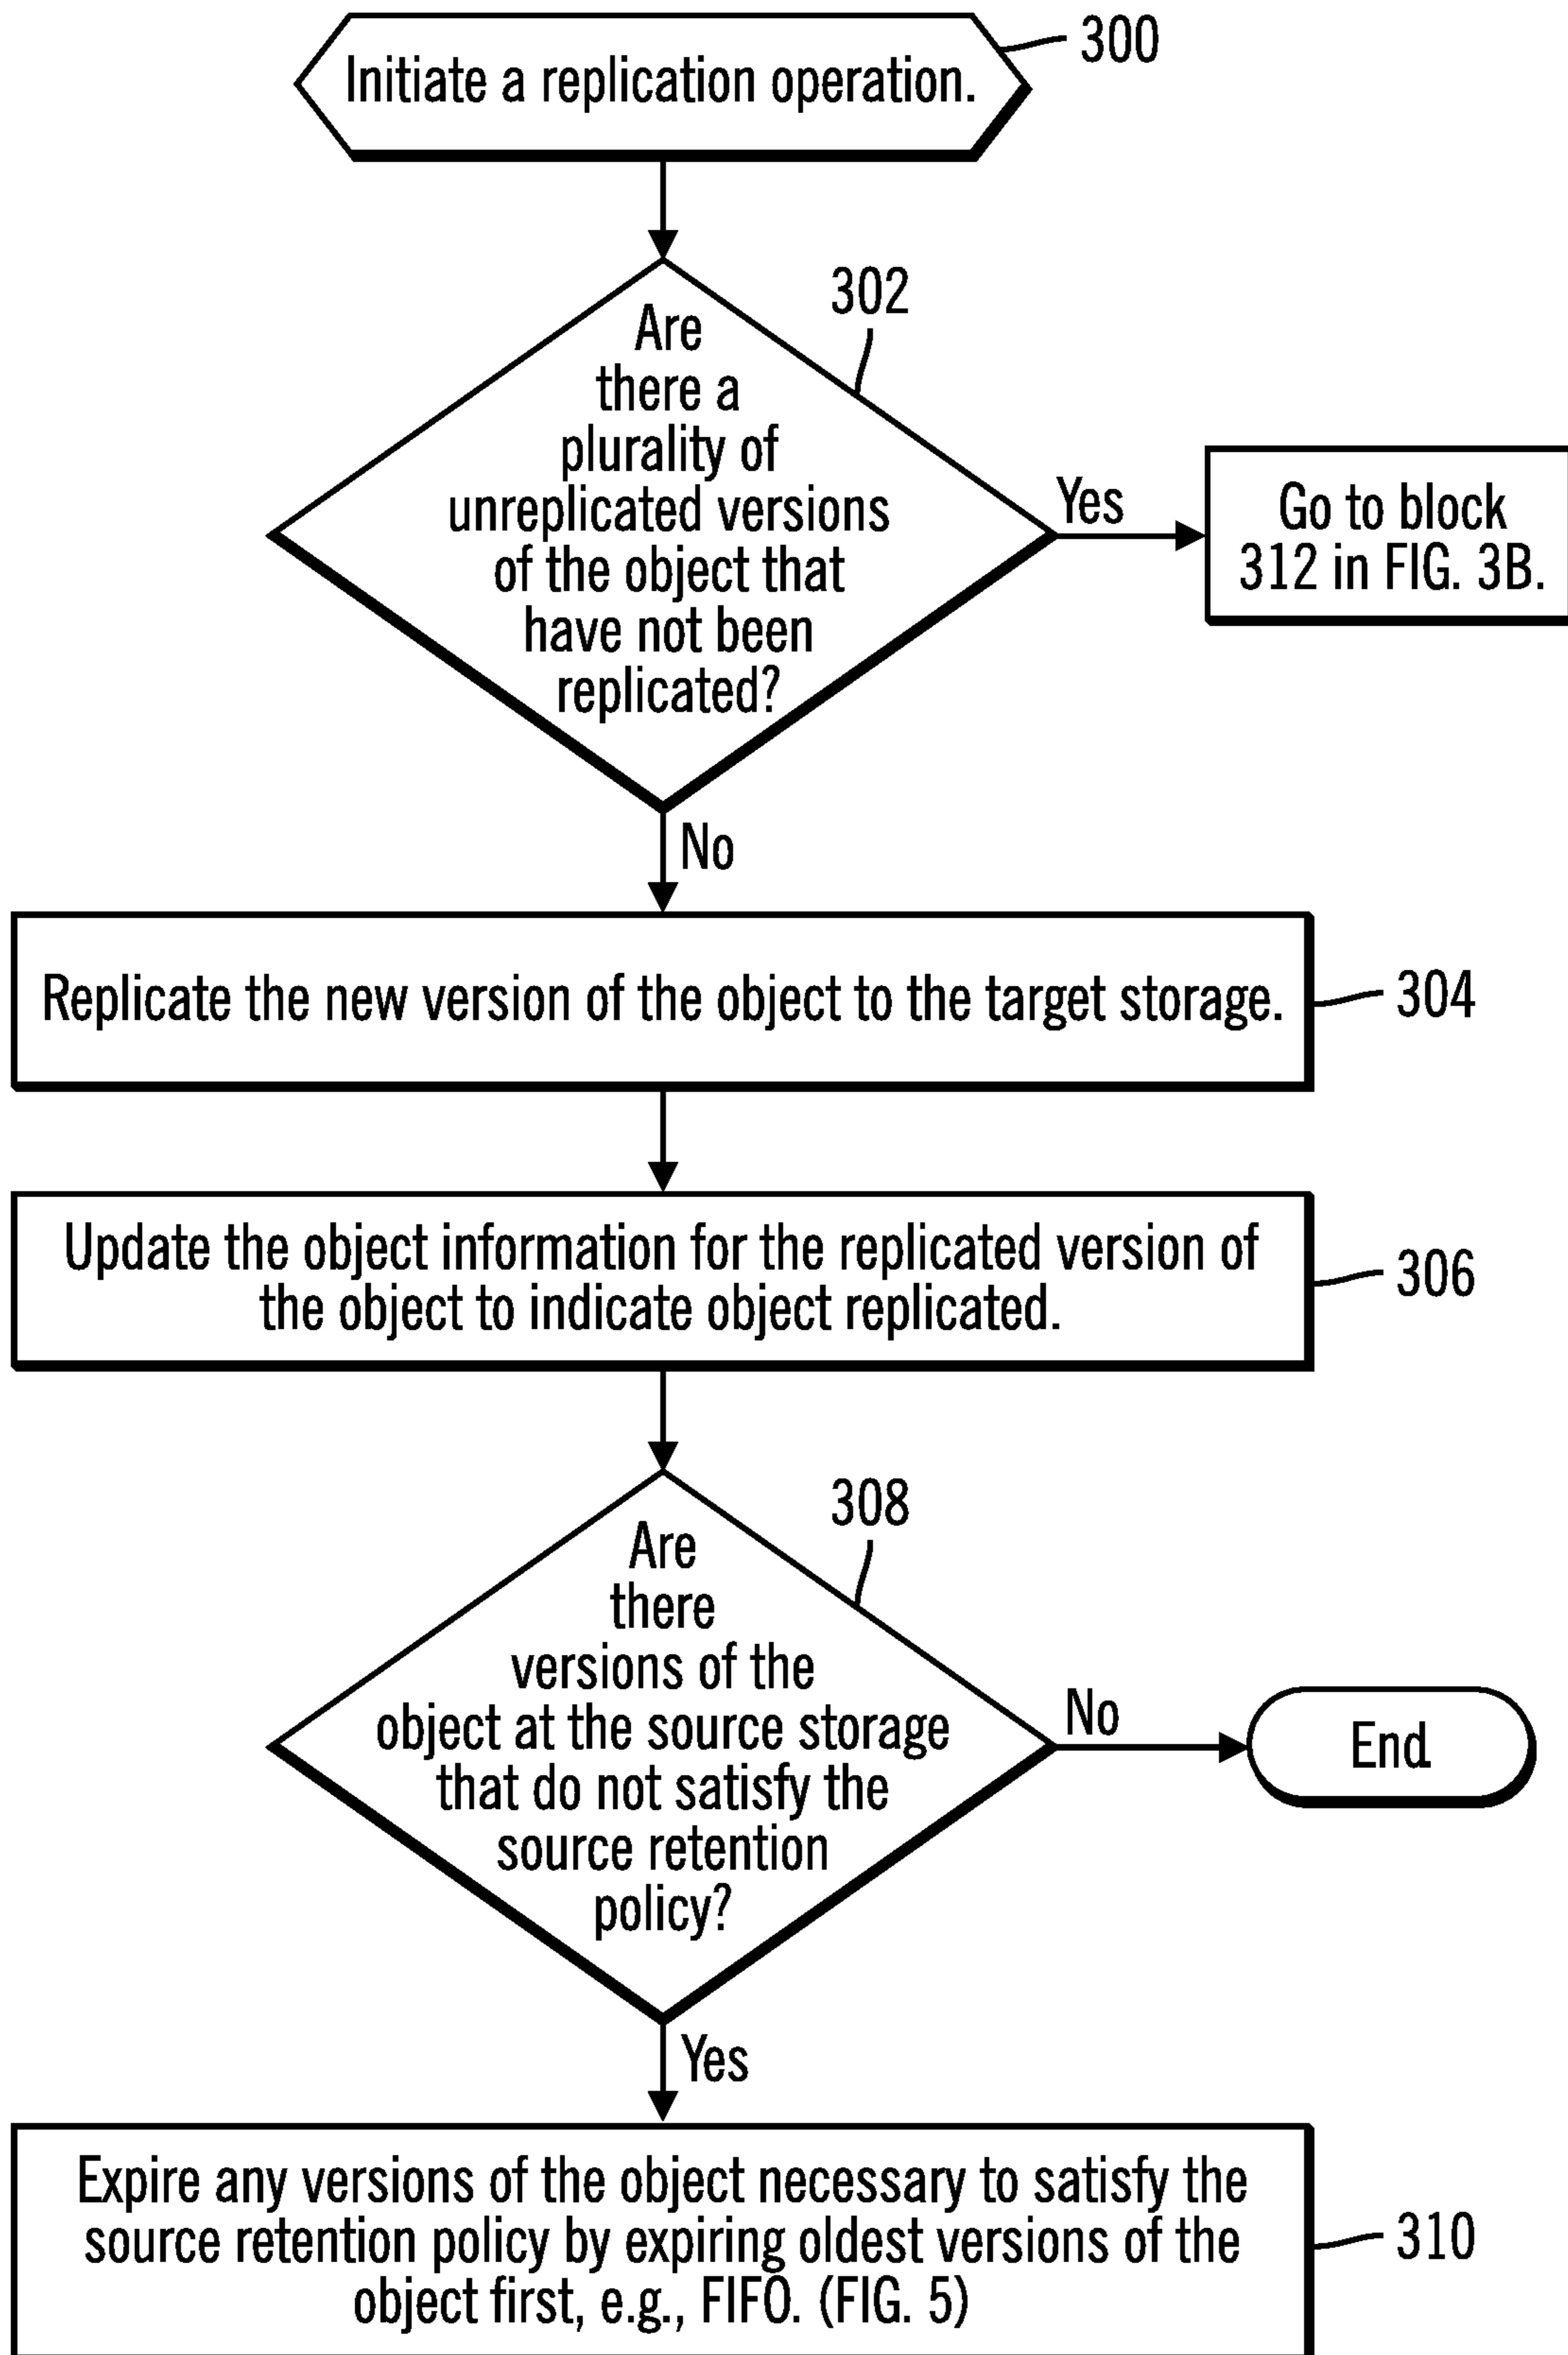 Initiate a replication operation.
300
302
Are
there a
plurality of
unreplicated versions
of the object that
have not been
replicated?
Yes
Go to block
312 in FIG. 3B.
No
Replicate the new version of the object to the target storage.
304
Update the object information for the replicated version of
the object to indicate object replicated.
306
308
Are
there
versions of the
object at the source storage
that do not satisfy the
source retention
policy?
No
End
Yes
Expire any versions of the object necessary to satisfy the
source retention policy by expiring oldest versions of the
object first, e.g., FIFO. (FIG. 5)
310